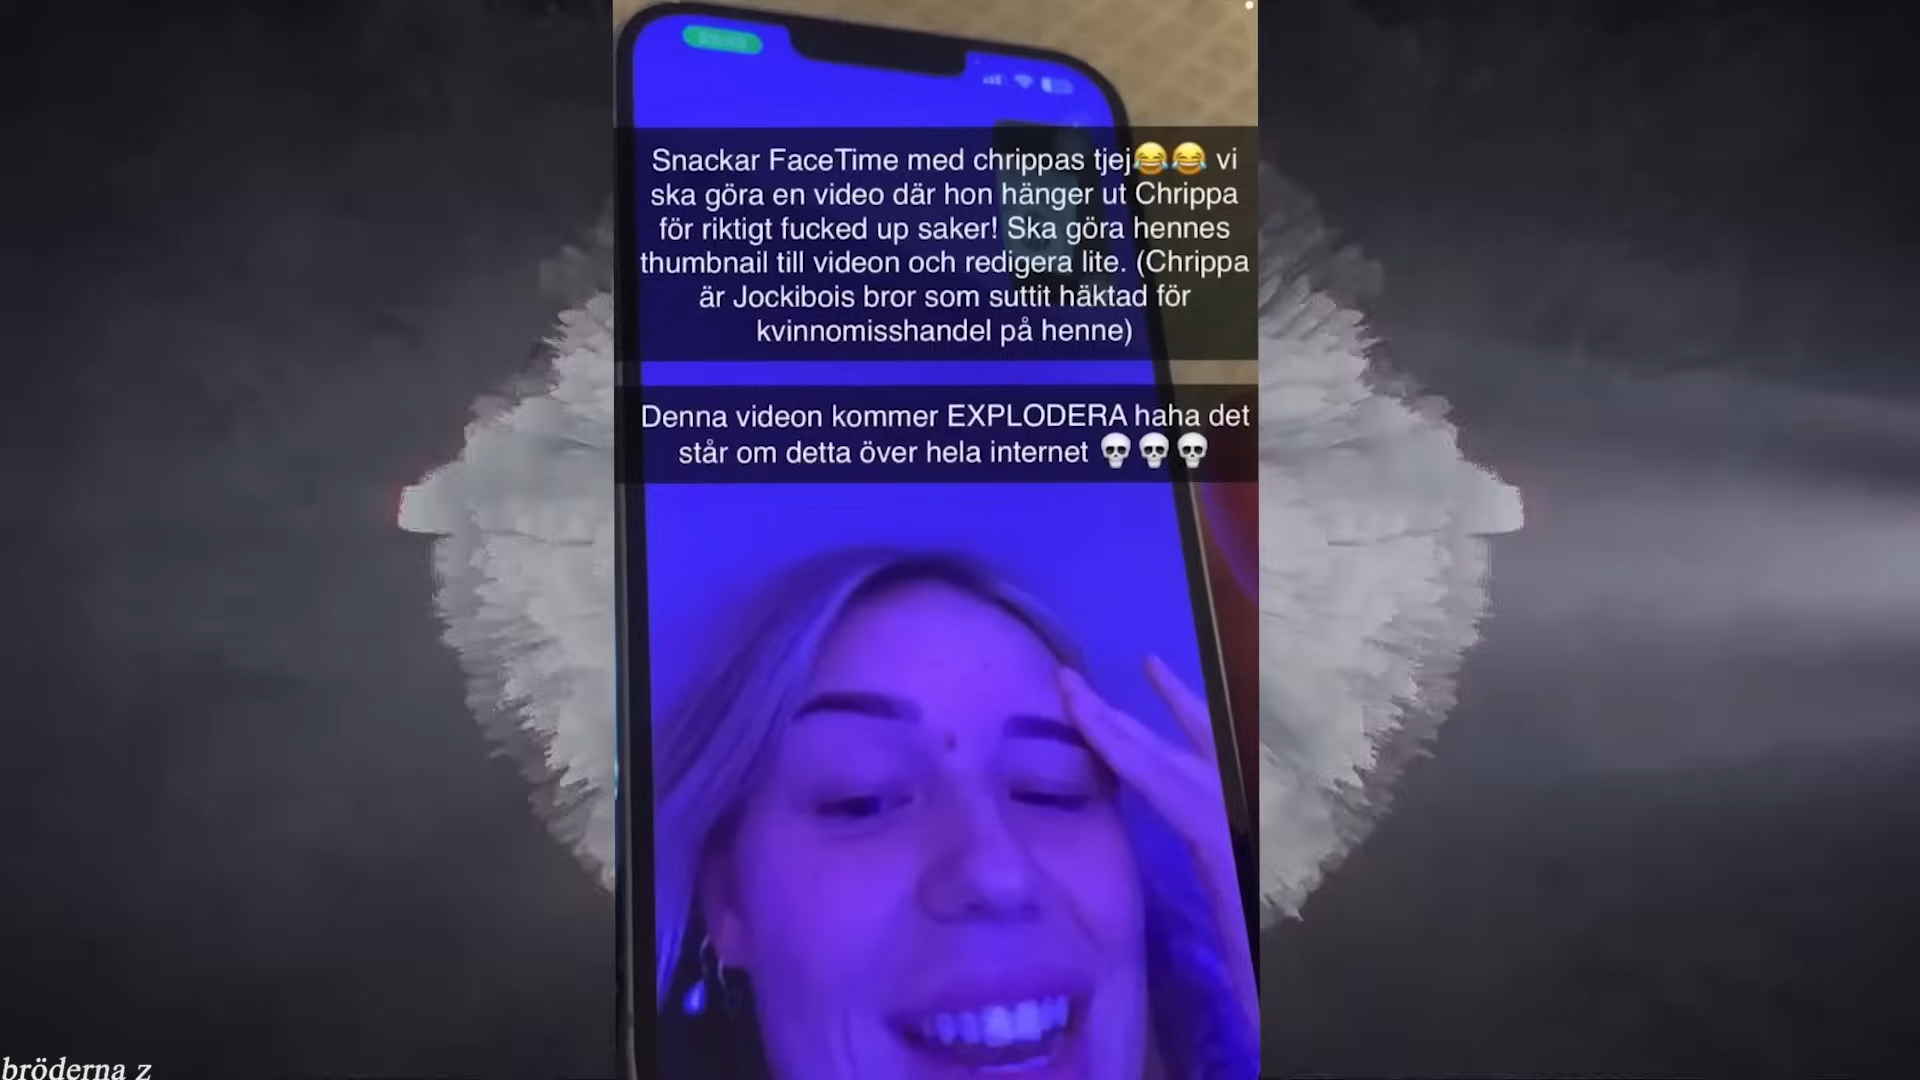 Snackar FaceTime med chrippas tjej😂😂 vi
ska göra en video där hon hänger ut Chrippa
för riktigt fucked up saker! Ska göra hennes
thumbnail till videon och redigera lite. (Chrippa
är Jockibois bror som suttit häktad för
kvinnomisshandel på henne)
Denna videon kommer EXPLODERA haha det
står om detta över hela internet 💀💀💀
bröderna z